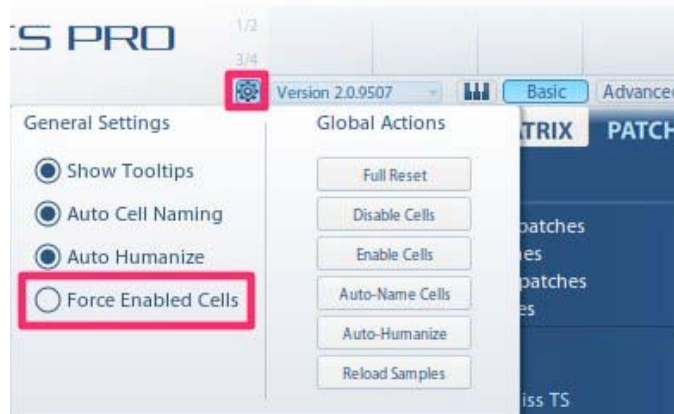 S PRO
1/2
3/4
Version 2.0.9507
Basic
Advance
General Settings
Show Tooltips
Auto Cell Naming
Auto Humanize
Force Enabled Cells
Global Actions
Full Reset
Disable Cells
Enable Cells
Auto-Name Cells
Auto-Humanize
Reload Samples
TRIX PATCH
patches
es
patches
es
iss TS